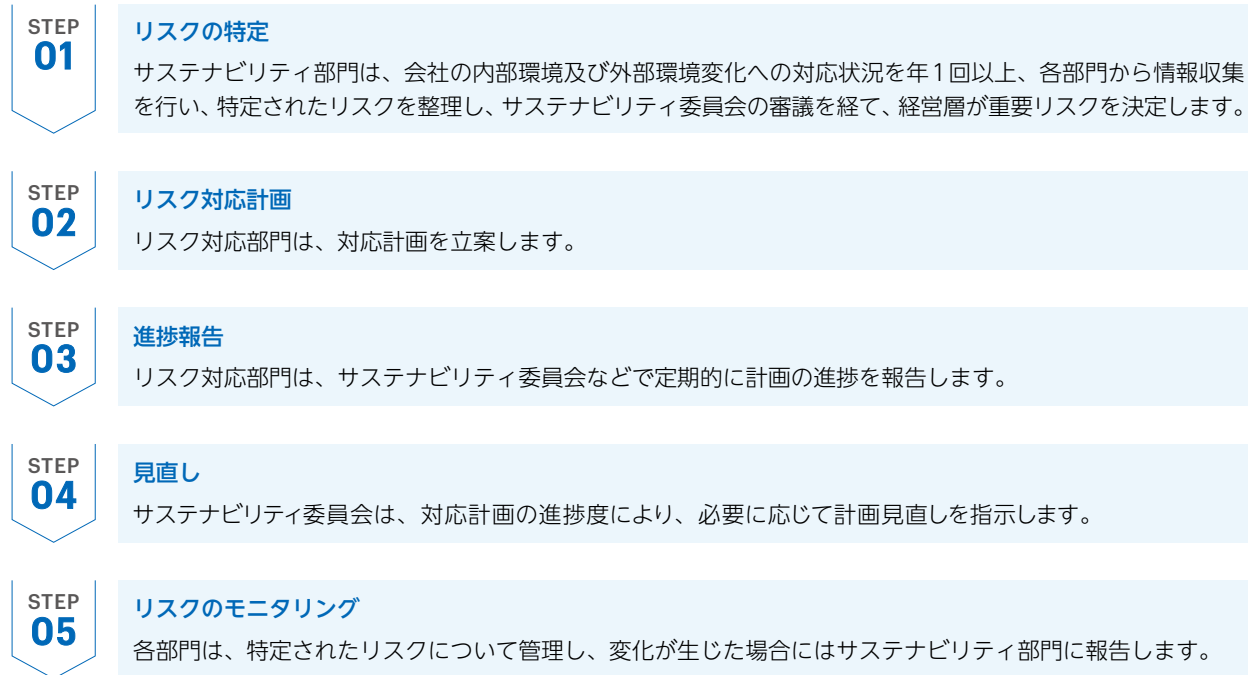 STEP
01
リスクの特定
サステナビリティ部門は、会社の内部環境及び外部環境変化への対応状況を年1回以上、各部門から情報収集
を行い、特定されたリスクを整理し、サステナビリティ委員会の審議を経て、経営層が重要リスクを決定します。
STEP
02
リスク対応計画
リスク対応部門は、対応計画を立案します。
STEP
03
進捗報告
リスク対応部門は、サステナビリティ委員会などで定期的に計画の進捗を報告します。
STEP
04
見直し
サステナビリティ委員会は、対応計画の進捗度により、必要に応じて計画見直しを指示します。
STEP
05
リスクのモニタリング
各部門は、特定されたリスクについて管理し、変化が生じた場合にはサステナビリティ部門に報告します。